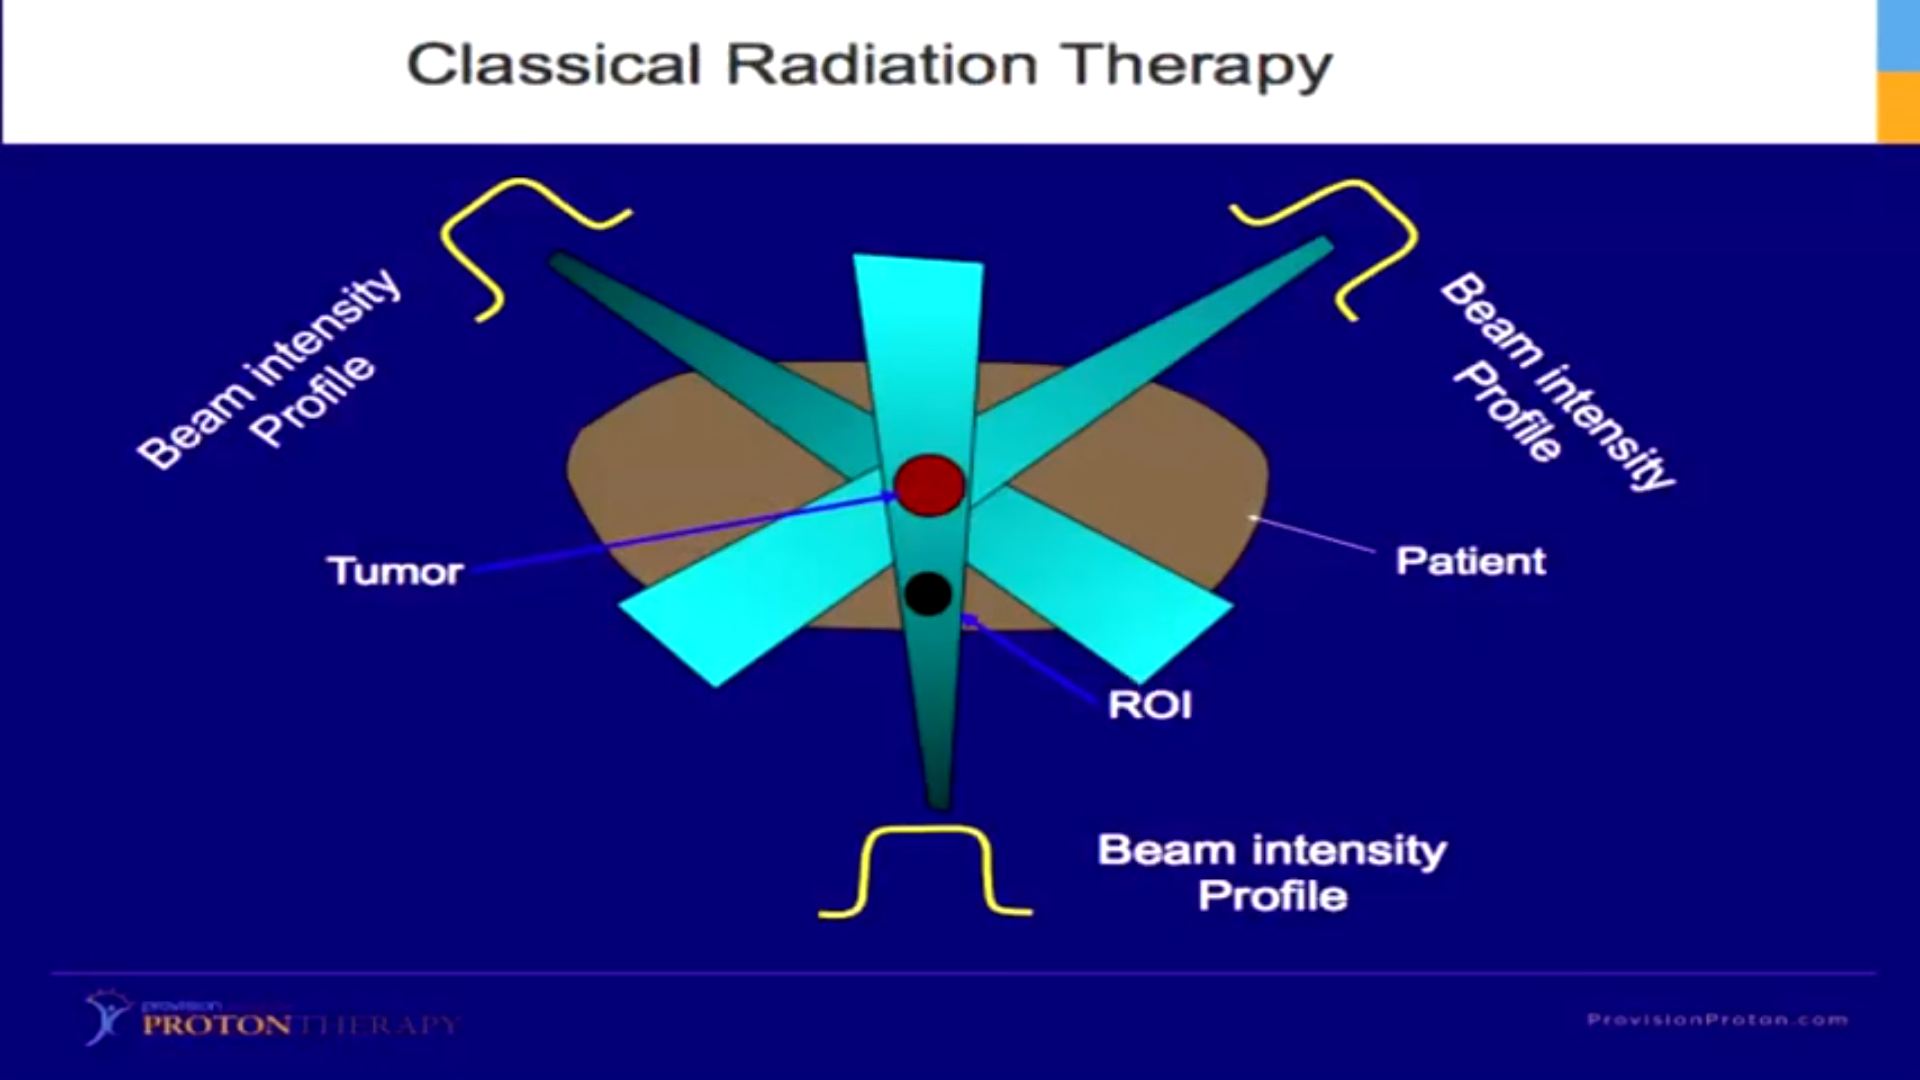 Classical Radiation Therapy
Beam intensity
Profile
Beam intensity
Profile
Tumor
Patient
ROI
Beam intensity
Profile
provision
PROTON THERAPY
ProvisionProton.com